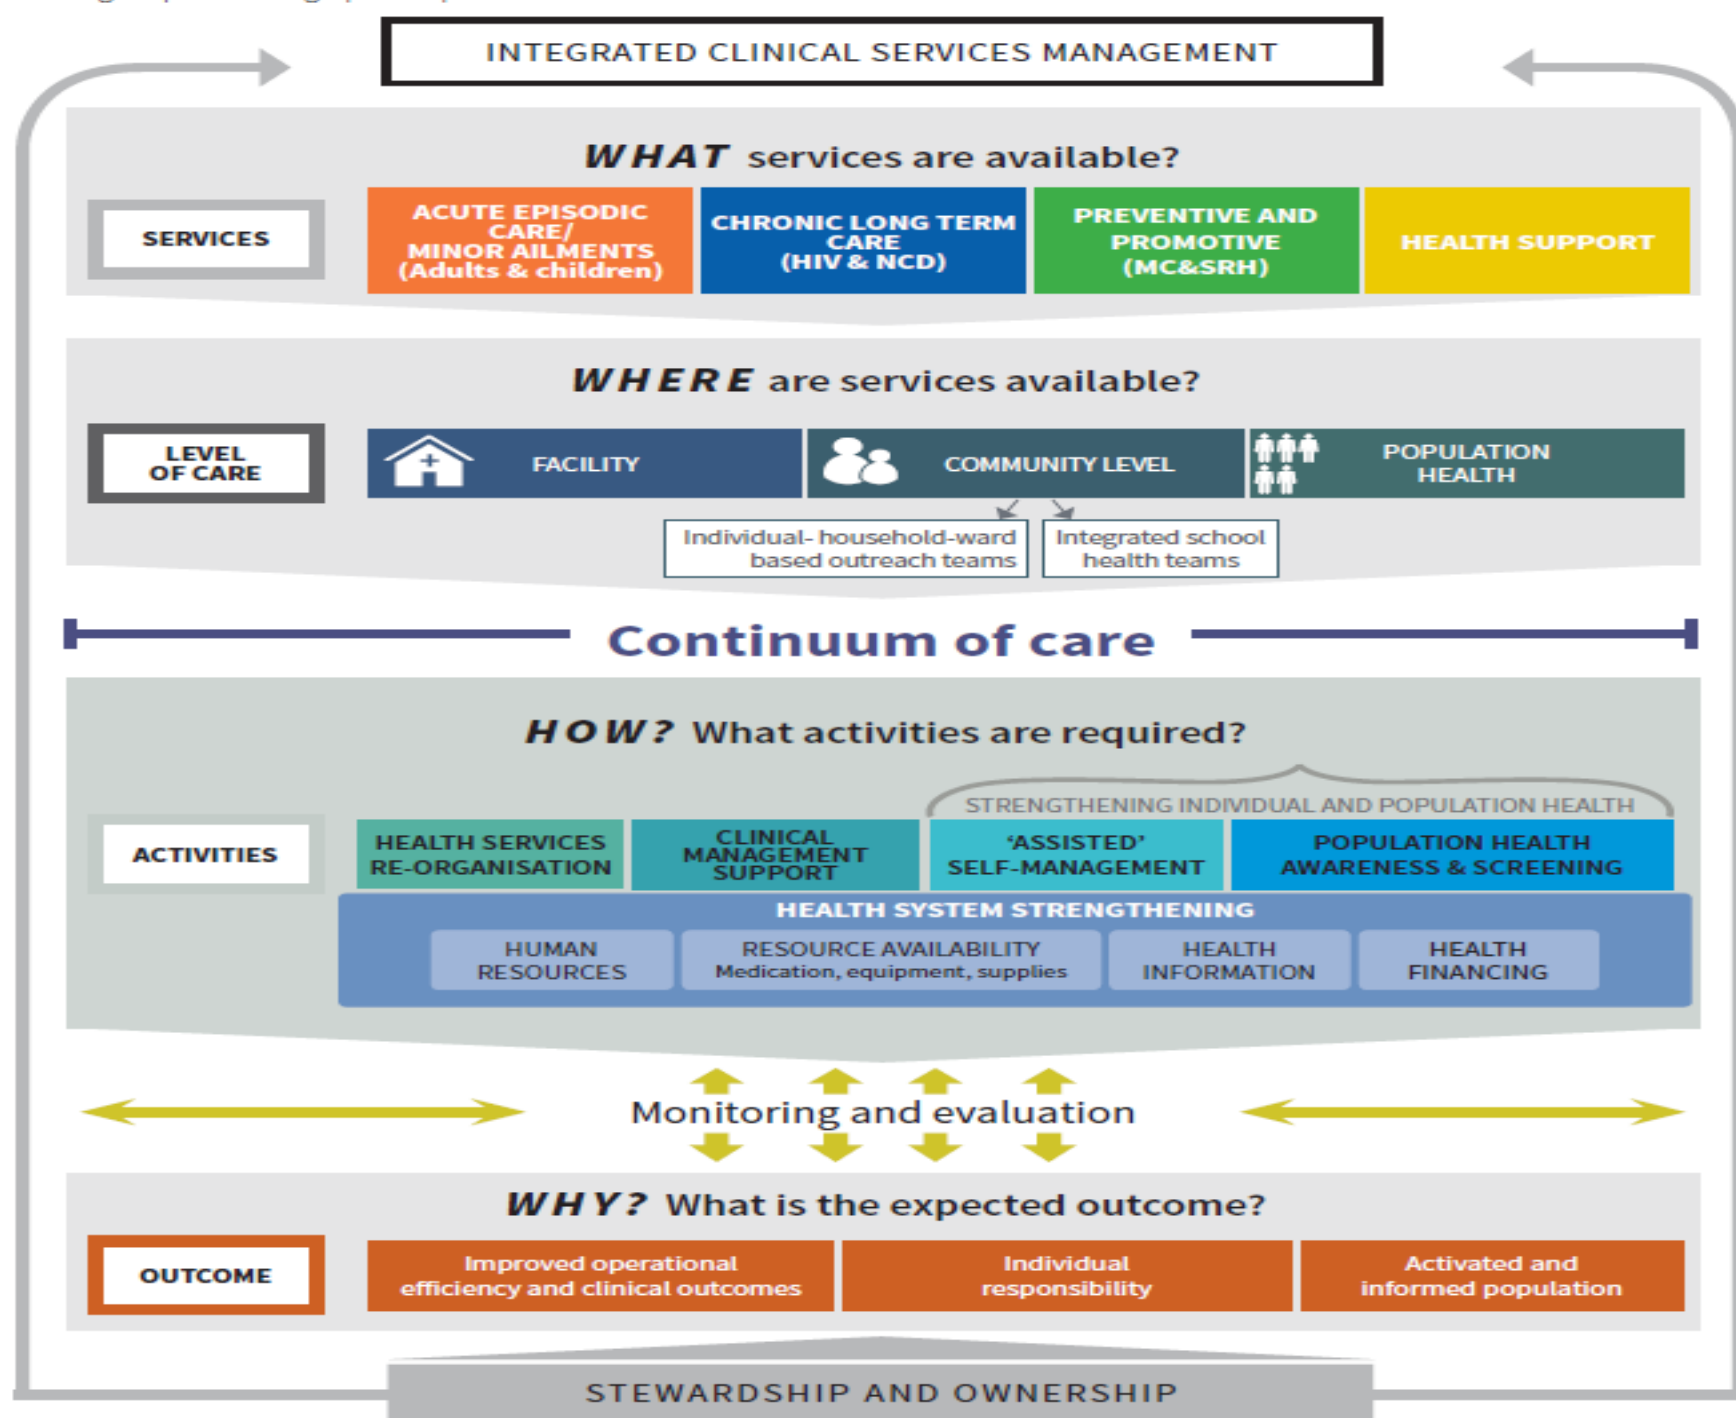 INTEGRATED CLINICAL SERVICES MANAGEMENT
WHAT services are available?
SERVICES
ACUTE EPISODIC
CARE/
MINOR AILMENTS
(Adults & children)
CHRONIC LONG TERM
CARE
(HIV & NCD)
PREVENTIVE AND
PROMOTIVE
(MC&SRH)
HEALTH SUPPORT
WHERE are services available?
LEVEL
OF CARE
FACILITY
COMMUNITY LEVEL
POPULATION
HEALTH
Individual- household-ward
based outreach teams
Integrated school
health teams
Continuum of care
HOW? What activities are required?
STRENGTHENING INDIVIDUAL AND POPULATION HEALTH
ACTIVITIES
HEALTH SERVICES
RE-ORGANISATION
CLINICAL
MANAGEMENT
SUPPORT
‘ASSISTED’
SELF-MANAGEMENT
POPULATION HEALTH
AWARENESS & SCREENING
HEALTH SYSTEM STRENGTHENING
HUMAN
RESOURCES
RESOURCE AVAILABILITY
Medication, equipment, supplies
HEALTH
INFORMATION
HEALTH
FINANCING
Monitoring and evaluation
WHY? What is the expected outcome?
OUTCOME
Improved operational
efficiency and clinical outcomes
Individual
responsibility
Activated and
informed population
STEWARDSHIP AND OWNERSHIP